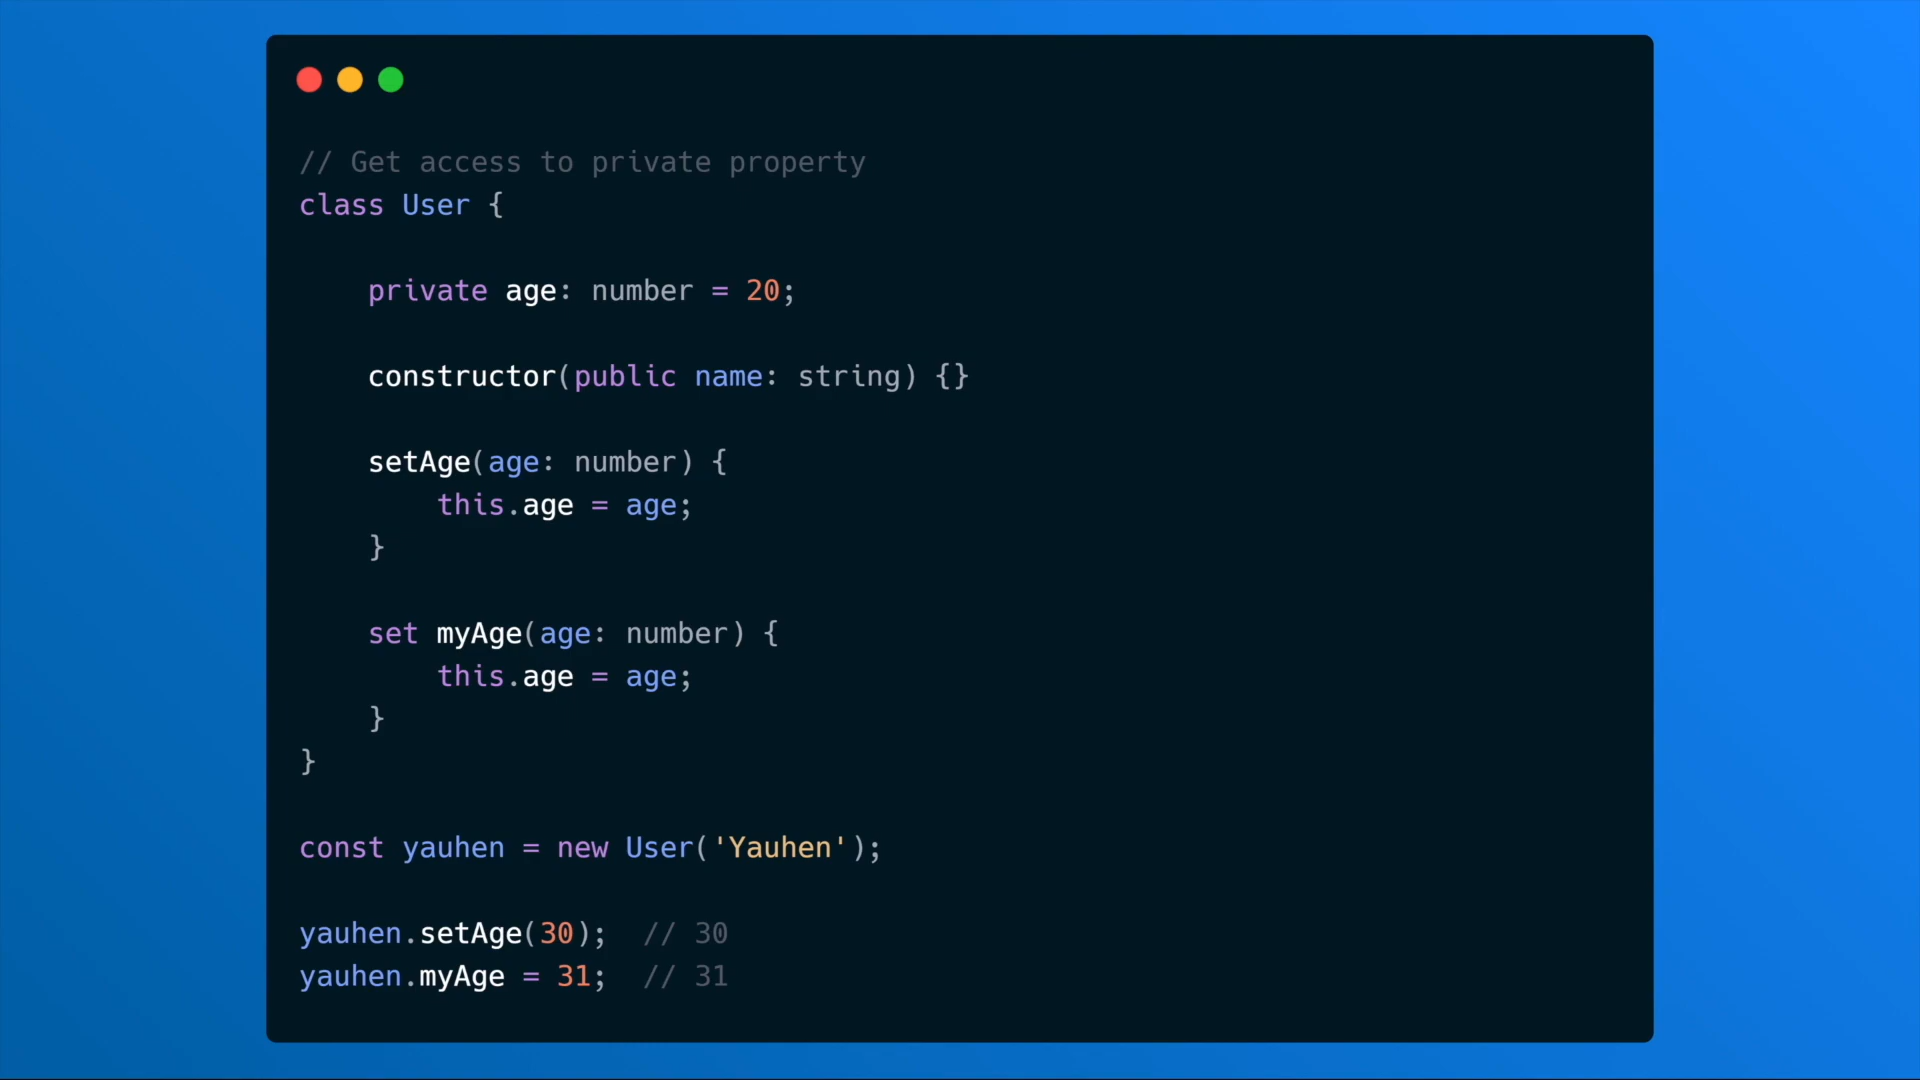 // Get access to private property
class User {
private age: number = 20;
constructor(public name: string) {}
setAge(age: number) {
this.age = age;
}
set myAge(age: number) {
this.age = age;
}
}
const yauhen = new User('Yauhen');
yauhen.setAge(30);  // 30
yauhen.myAge = 31;  // 31